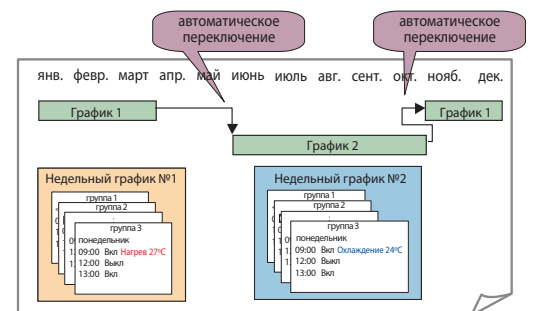 автоматическое
переключение
автоматическое
переключение
янв. февр. март апр. май июнь июль авг. сент. окт. нояб. дек.
График 1
График 1
График 2
Недельный график №1
группа 1
группа 2
группа 3
понедельник
09:00 Вкл Нагрев 27ºC
12:00 Выкл
13:00 Вкл
Недельный график №2
группа 1
группа 2
группа 3
понедельник
09:00 Вкл Охлаждение 24ºC
12:00 Выкл
13:00 Вкл